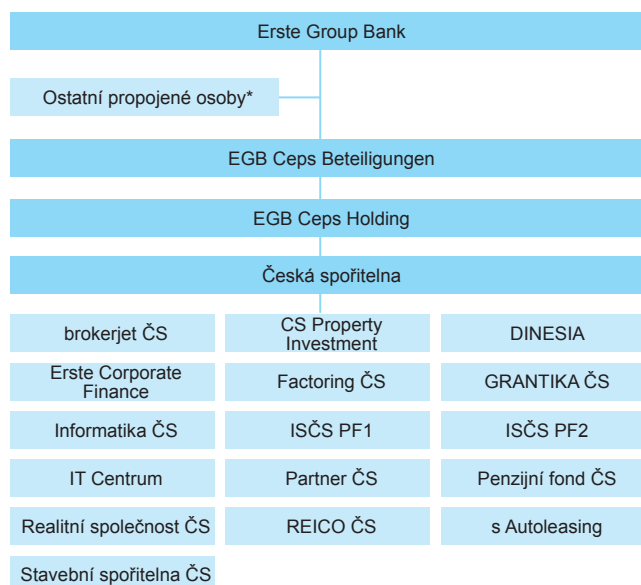 Erste Group Bank
Ostatní propojené osoby*
EGB Ceps Beteiligungen
EGB Ceps Holding
Česká spořitelna
brokerjet ČS
CS Property
Investment
DINESIA
Erste Corporate
Finance
Factoring ČS
GRANTIKA ČS
Informatika ČS
ISČS PF1
ISČS PF2
IT Centrum
Partner ČS
Penzijní fond ČS
Realitní společnost ČS
REICO ČS
s Autoleasing
Stavební spořitelna ČS